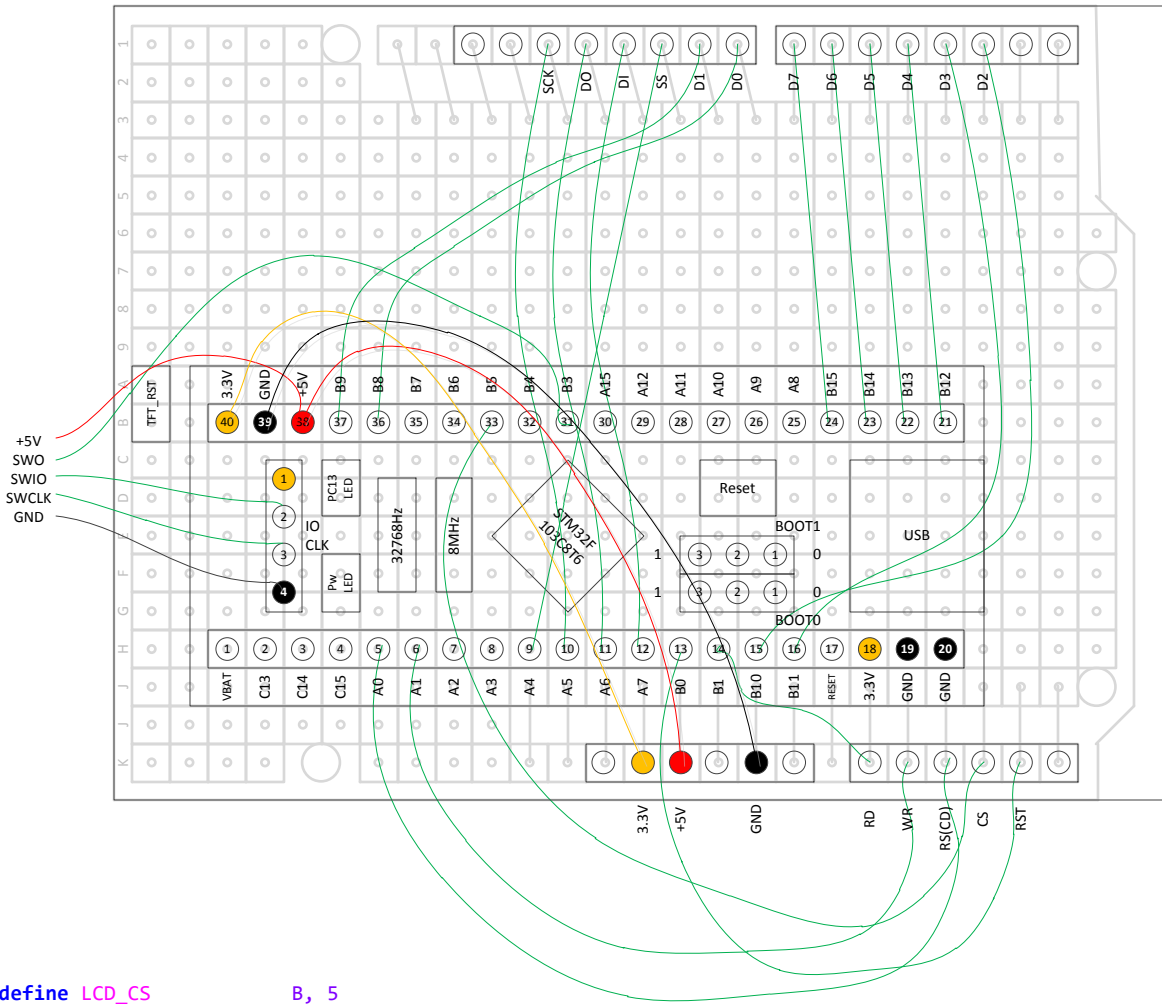 1
SCK DO DI SS D1 D0 D7 D6 D5 D4 D3 D2
2
3
4
5
6
7
8
9
A
TFT_RST
3.3V GND +5V B9 B8 B7 B6 B5 B4 B3 A15 A12 A11 A10 A9 A8 B15 B14 B13 B12
B
40 39 38 37 36 35 34 33 32 31 30 29 28 27 26 25 24 23 22 21
+5V
SWO
SWIO
SWCLK
GND
C
D
E
F
G
1
2
3
4
IO
CLK
PC13
LED
Pw
LED
32768Hz
8MHz
STM32F
103C8T6
Reset
BOOT1
1 3 2 1 0
1 3 2 1 0
BOOT0
USB
H
1 2 3 4 5 6 7 8 9 10 11 12 13 14 15 16 17 18 19 20
J
VBAT C13 C14 C15 A0 A1 A2 A3 A4 A5 A6 A7 B0 B1 B10 B11 RESET 3.3V GND GND
J
K
3.3V +5V GND RD WR RS(CD) CS RST
define LCD_CS B, 5